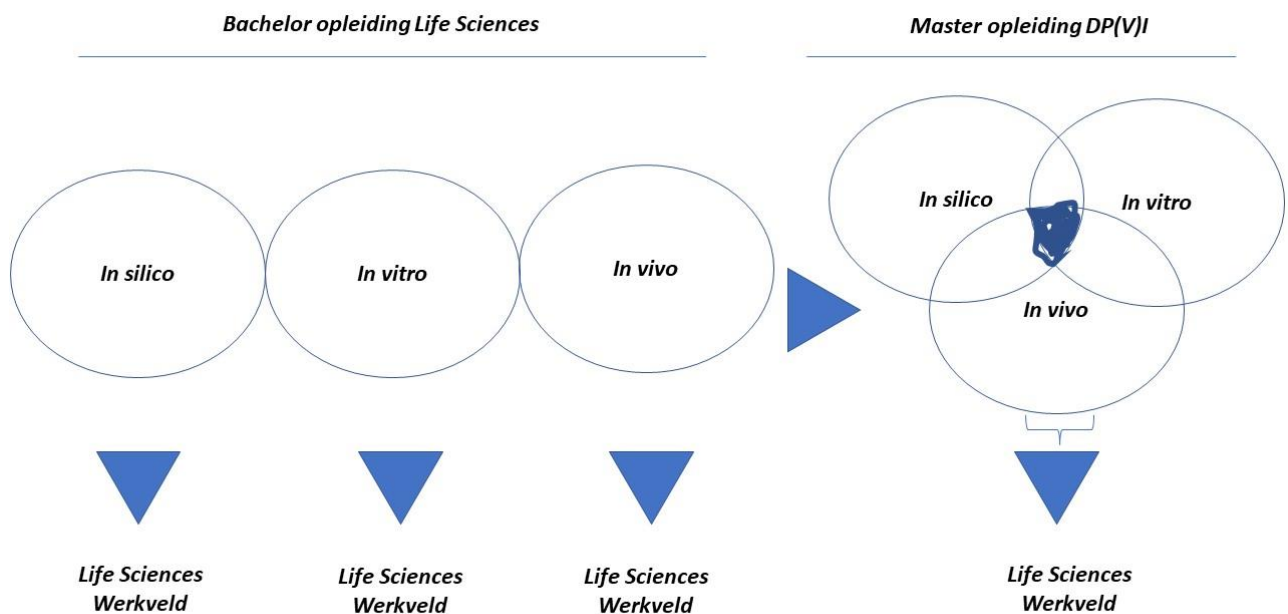 Bachelor opleiding Life Sciences
Master opleiding DP(V)I
In silico
In vitro
In vivo
In silico
In vitro
In vivo
Life Sciences
Werkveld
Life Sciences
Werkveld
Life Sciences
Werkveld
Life Sciences
Werkveld